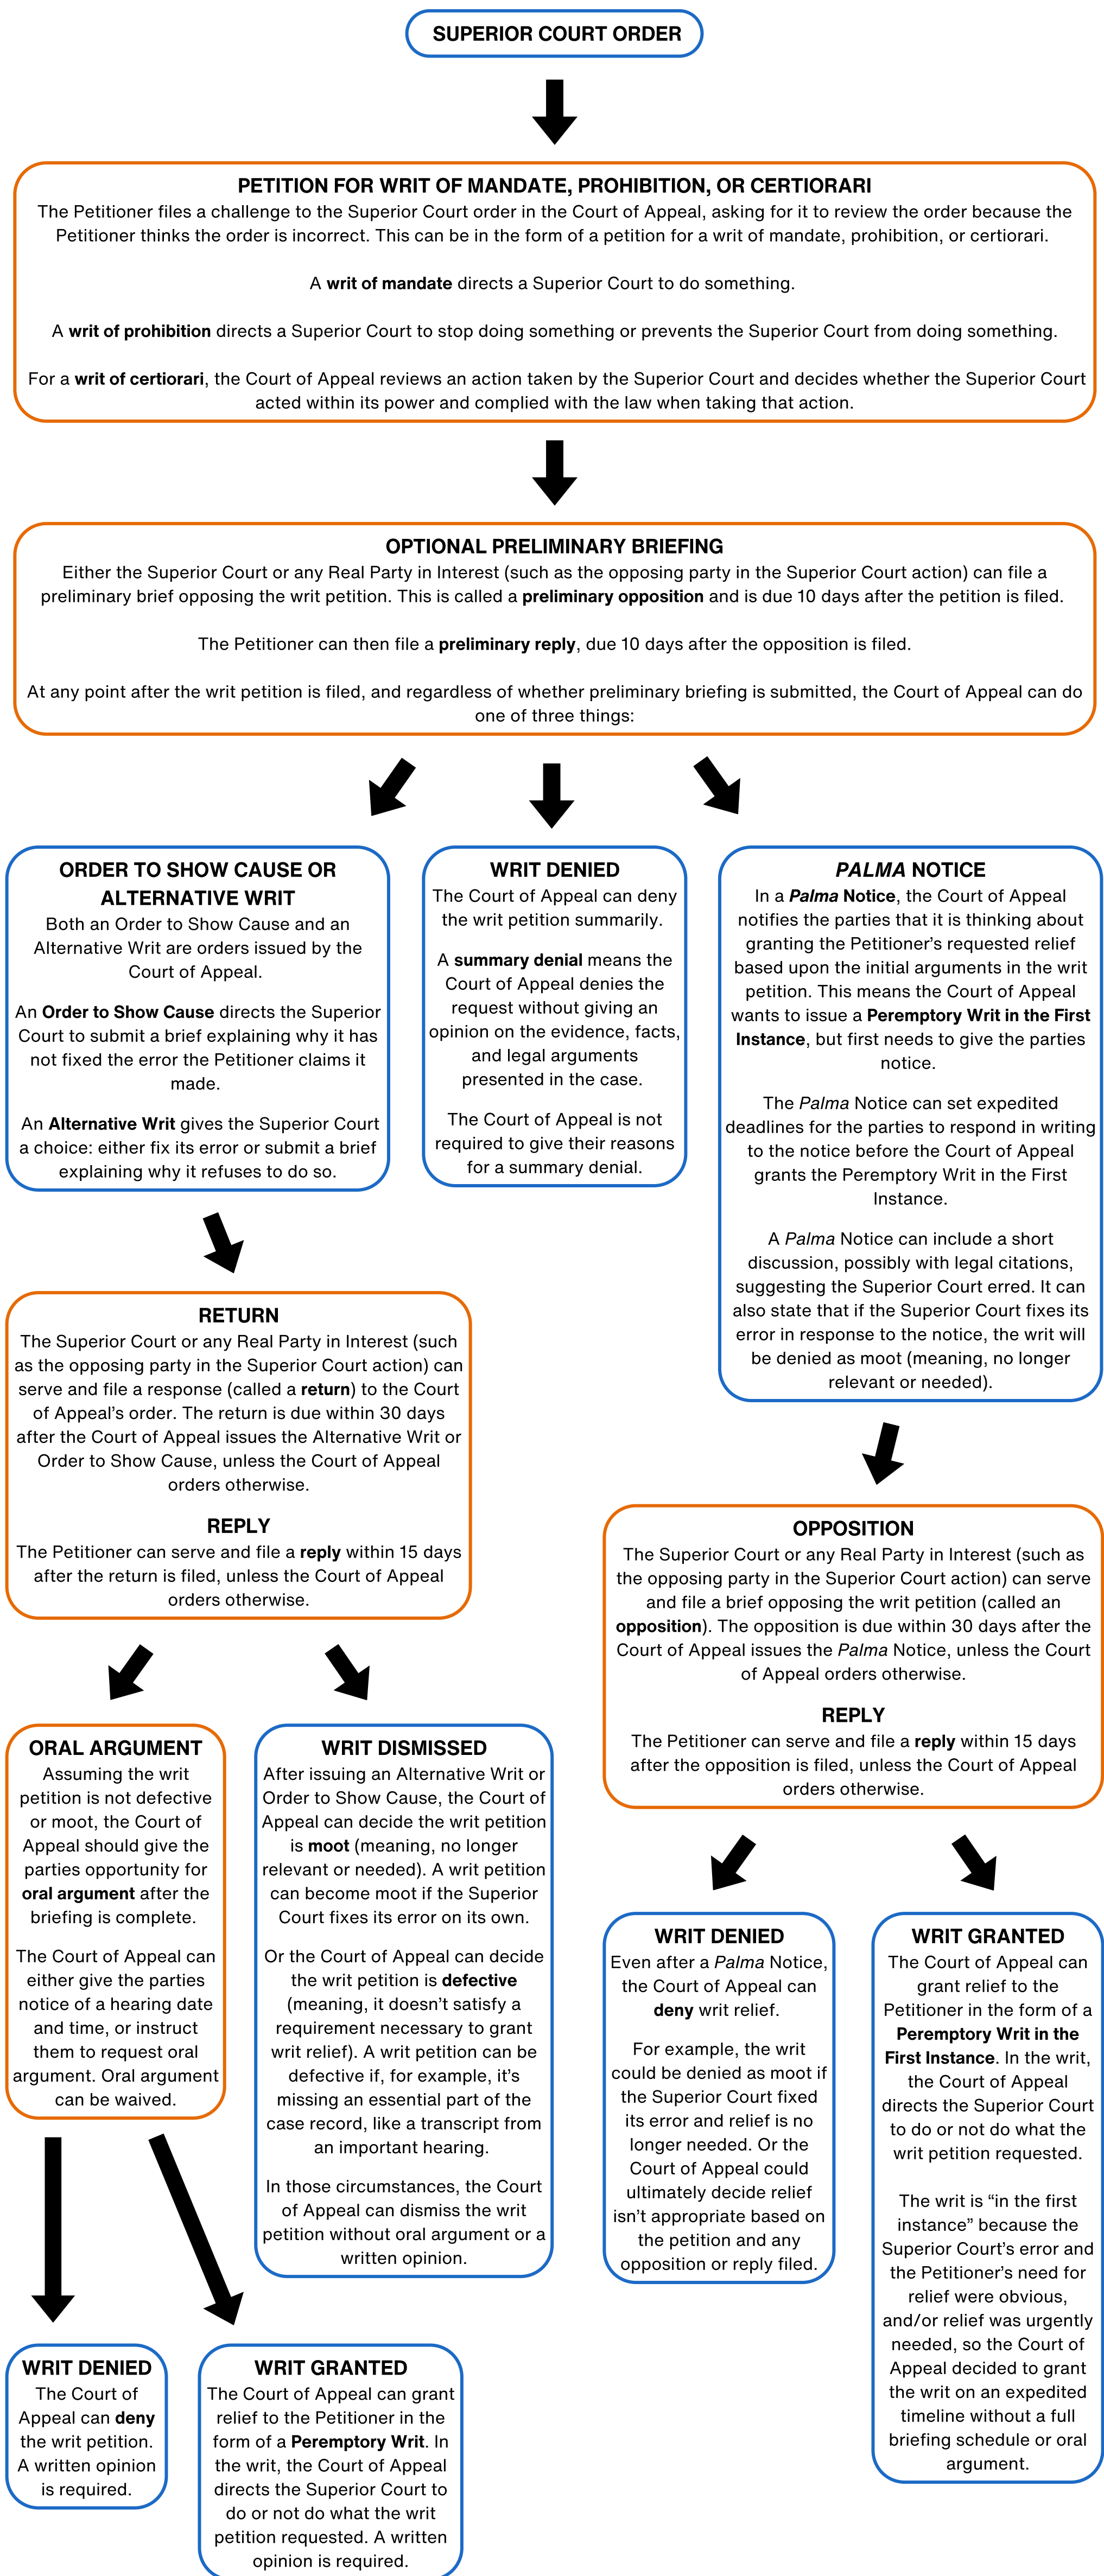 SUPERIOR COURT ORDER
PETITION FOR WRIT OF MANDATE, PROHIBITION, OR CERTIORARI
The Petitioner files a challenge to the Superior Court order in the Court of Appeal, asking for it to review the order because the
Petitioner thinks the order is incorrect. This can be in the form of a petition for a writ of mandate, prohibition, or certiorari.
A writ of mandate directs a Superior Court to do something.
A writ of prohibition directs a Superior Court to stop doing something or prevents the Superior Court from doing something.
For a writ of certiorari, the Court of Appeal reviews an action taken by the Superior Court and decides whether the Superior Court
acted within its power and complied with the law when taking that action.
OPTIONAL PRELIMINARY BRIEFING
Either the Superior Court or any Real Party in Interest (such as the opposing party in the Superior Court action) can file a
preliminary brief opposing the writ petition. This is called a preliminary opposition and is due 10 days after the petition is filed.
The Petitioner can then file a preliminary reply, due 10 days after the opposition is filed.
At any point after the writ petition is filed, and regardless of whether preliminary briefing is submitted, the Court of Appeal can do
one of three things:
ORDER TO SHOW CAUSE OR
ALTERNATIVE WRIT
Both an Order to Show Cause and an
Alternative Writ are orders issued by the
Court of Appeal.
An Order to Show Cause directs the Superior
Court to submit a brief explaining why it has
not fixed the error the Petitioner claims it
made.
An Alternative Writ gives the Superior Court
a choice: either fix its error or submit a brief
explaining why it refuses to do so.
WRIT DENIED
The Court of Appeal can deny
the writ petition summarily.
A summary denial means the
Court of Appeal denies the
request without giving an
opinion on the evidence, facts,
and legal arguments
presented in the case.
The Court of Appeal is not
required to give their reasons
for a summary denial.
PALMA NOTICE
In a Palma Notice, the Court of Appeal
notifies the parties that it is thinking about
granting the Petitioner's requested relief
based upon the initial arguments in the writ
petition. This means the Court of Appeal
wants to issue a Peremptory Writ in the First
Instance, but first needs to give the parties
notice.
The Palma Notice can set expedited
deadlines for the parties to respond in writing
to the notice before the Court of Appeal
grants the Peremptory Writ in the First
Instance.
A Palma Notice can include a short
discussion, possibly with legal citations,
suggesting the Superior Court erred. It can
also state that if the Superior Court fixes its
error in response to the notice, the writ will
be denied as moot (meaning, no longer
relevant or needed).
RETURN
The Superior Court or any Real Party in Interest (such
as the opposing party in the Superior Court action) can
serve and file a response (called a return) to the Court
of Appeal's order. The return is due within 30 days
after the Court of Appeal issues the Alternative Writ or
Order to Show Cause, unless the Court of Appeal
orders otherwise.
REPLY
The Petitioner can serve and file a reply within 15 days
after the return is filed, unless the Court of Appeal
orders otherwise.
OPPOSITION
The Superior Court or any Real Party in Interest (such as
the opposing party in the Superior Court action) can serve
and file a brief opposing the writ petition (called an
opposition). The opposition is due within 30 days after the
Court of Appeal issues the Palma Notice, unless the Court
of Appeal orders otherwise.
REPLY
The Petitioner can serve and file a reply within 15 days
after the opposition is filed, unless the Court of Appeal
orders otherwise.
ORAL ARGUMENT
Assuming the writ
petition is not defective
or moot, the Court of
Appeal should give the
parties opportunity for
oral argument after the
briefing is complete.
The Court of Appeal can
either give the parties
notice of a hearing date
and time, or instruct
them to request oral
argument. Oral argument
can be waived.
WRIT DISMISSED
After issuing an Alternative Writ or
Order to Show Cause, the Court of
Appeal can decide the writ petition
is moot (meaning, no longer
relevant or needed). A writ petition
can become moot if the Superior
Court fixes its error on its own.
Or the Court of Appeal can decide
the writ petition is defective
(meaning, it doesn't satisfy a
requirement necessary to grant
writ relief). A writ petition can be
defective if, for example, it's
missing an essential part of the
case record, like a transcript from
an important hearing.
In those circumstances, the Court
of Appeal can dismiss the writ
petition without oral argument or a
written opinion.
WRIT DENIED
Even after a Palma Notice,
the Court of Appeal can
deny writ relief.
For example, the writ
could be denied as moot if
the Superior Court fixed
its error and relief is no
longer needed. Or the
Court of Appeal could
ultimately decide relief
isn't appropriate based on
the petition and any
opposition or reply filed.
WRIT GRANTED
The Court of Appeal can
grant relief to the
Petitioner in the form of a
Peremptory Writ in the
First Instance. In the writ,
the Court of Appeal
directs the Superior Court
to do or not do what the
writ petition requested.
The writ is “in the first
instance” because the
Superior Court's error and
the Petitioner's need for
relief were obvious,
and/or relief was urgently
needed, so the Court of
Appeal decided to grant
the writ on an expedited
timeline without a full
briefing schedule or oral
argument.
WRIT DENIED
The Court of
Appeal can deny
the writ petition.
A written opinion
is required.
WRIT GRANTED
The Court of Appeal can grant
relief to the Petitioner in the
form of a Peremptory Writ. In
the writ, the Court of Appeal
directs the Superior Court to
do or not do what the writ
petition requested. A written
opinion is required.